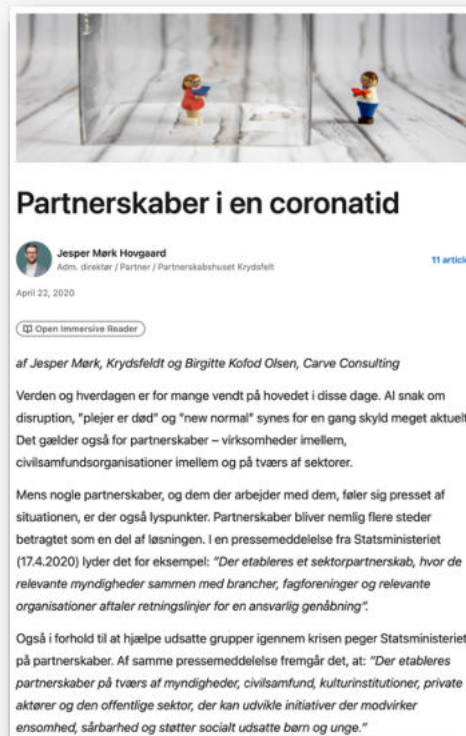 Partnerskaber i en coronatid
Jesper Mørk Hovgaard
Adm. direktør / Partner / Partnerskabshuset Krydsfelt
11 article
April 22, 2020
Open Immersive Reader
af Jesper Mørk, Krydsfeldt og Birgitte Kofod Olsen, Carve Consulting
Verden og hverdagen er for mange vendt på hovedet i disse dage. Al snak om
disruption, "plejer er død" og "new normal" synes for en gang skyld meget aktuelt
Det gælder også for partnerskaber – virksomheder imellem,
civilsamfundsorganisationer imellem og på tværs af sektorer.
Mens nogle partnerskaber, og dem der arbejder med dem, føler sig presset af
situationen, er der også lyspunkter. Partnerskaber bliver nemlig flere steder
betragtet som en del af løsningen. I en pressemeddelelse fra Statsministeriet
(17.4.2020) lyder det for eksempel: "Der etableres et sektorpartnerskab, hvor de
relevante myndigheder sammen med brancher, fagforeninger og relevante
organisationer aftaler retningslinjer for en ansvarlig genåbning".
Også i forhold til at hjælpe udsatte grupper igennem krisen peger Statsministeriet
på partnerskaber. Af samme pressemeddelelse fremgår det, at: "Der etableres
partnerskaber på tværs af myndigheder, civilsamfund, kulturinstitutioner, private
aktører og den offentlige sektor, der kan udvikle initiativer der modvirker
ensomhed, sårbarhed og støtter socialt udsatte børn og unge."